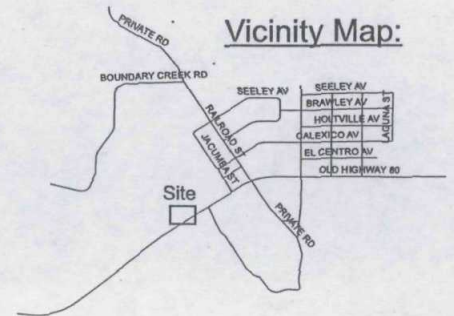 Vicinity Map:
PRIVATE RD
BOUNDARY CREEK RD
SEELEY AV
SEELEY AV
BRAWLEY AV
HOLTVILLE AV
CALEXICO AV
EL CENTRO AV
OLD HIGHWAY 80
LAGUNA ST
RAILROAD ST
JACUMBA ST
Site
PRIVATE RD